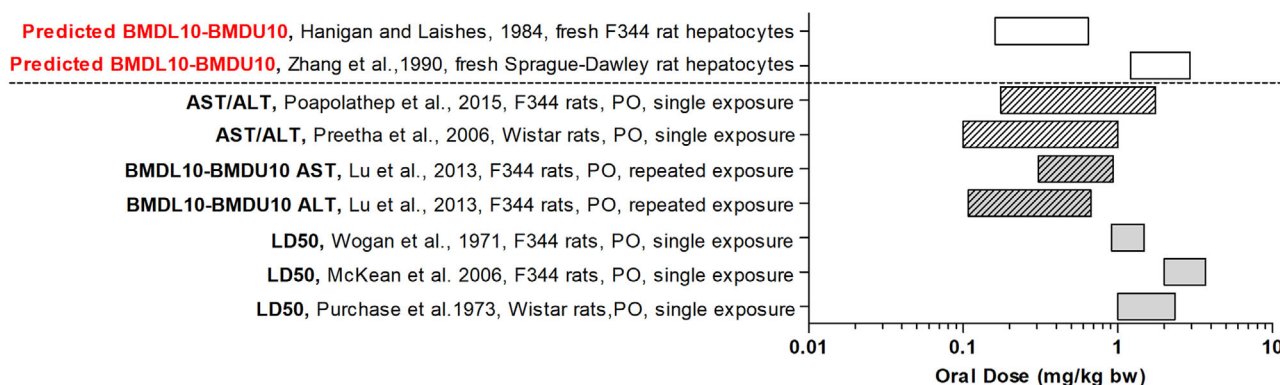 Predicted BMDL10-BMDU10, Hanigan and Laishes, 1984, fresh F344 rat hepatocytes
Predicted BMDL10-BMDU10, Zhang et al.,1990, fresh Sprague-Dawley rat hepatocytes
AST/ALT, Poapolathep et al., 2015, F344 rats, PO, single exposure
AST/ALT, Preetha et al., 2006, Wistar rats, PO, single exposure
BMDL10-BMDU10 AST, Lu et al., 2013, F344 rats, PO, repeated exposure
BMDL10-BMDU10 ALT, Lu et al., 2013, F344 rats, PO, repeated exposure
LD50, Wogan et al., 1971, F344 rats, PO, single exposure
LD50, McKean et al. 2006, F344 rats, PO, single exposure
LD50, Purchase et al.1973, Wistar rats,PO, single exposure
0.01 0.1 1 10
Oral Dose (mg/kg bw)